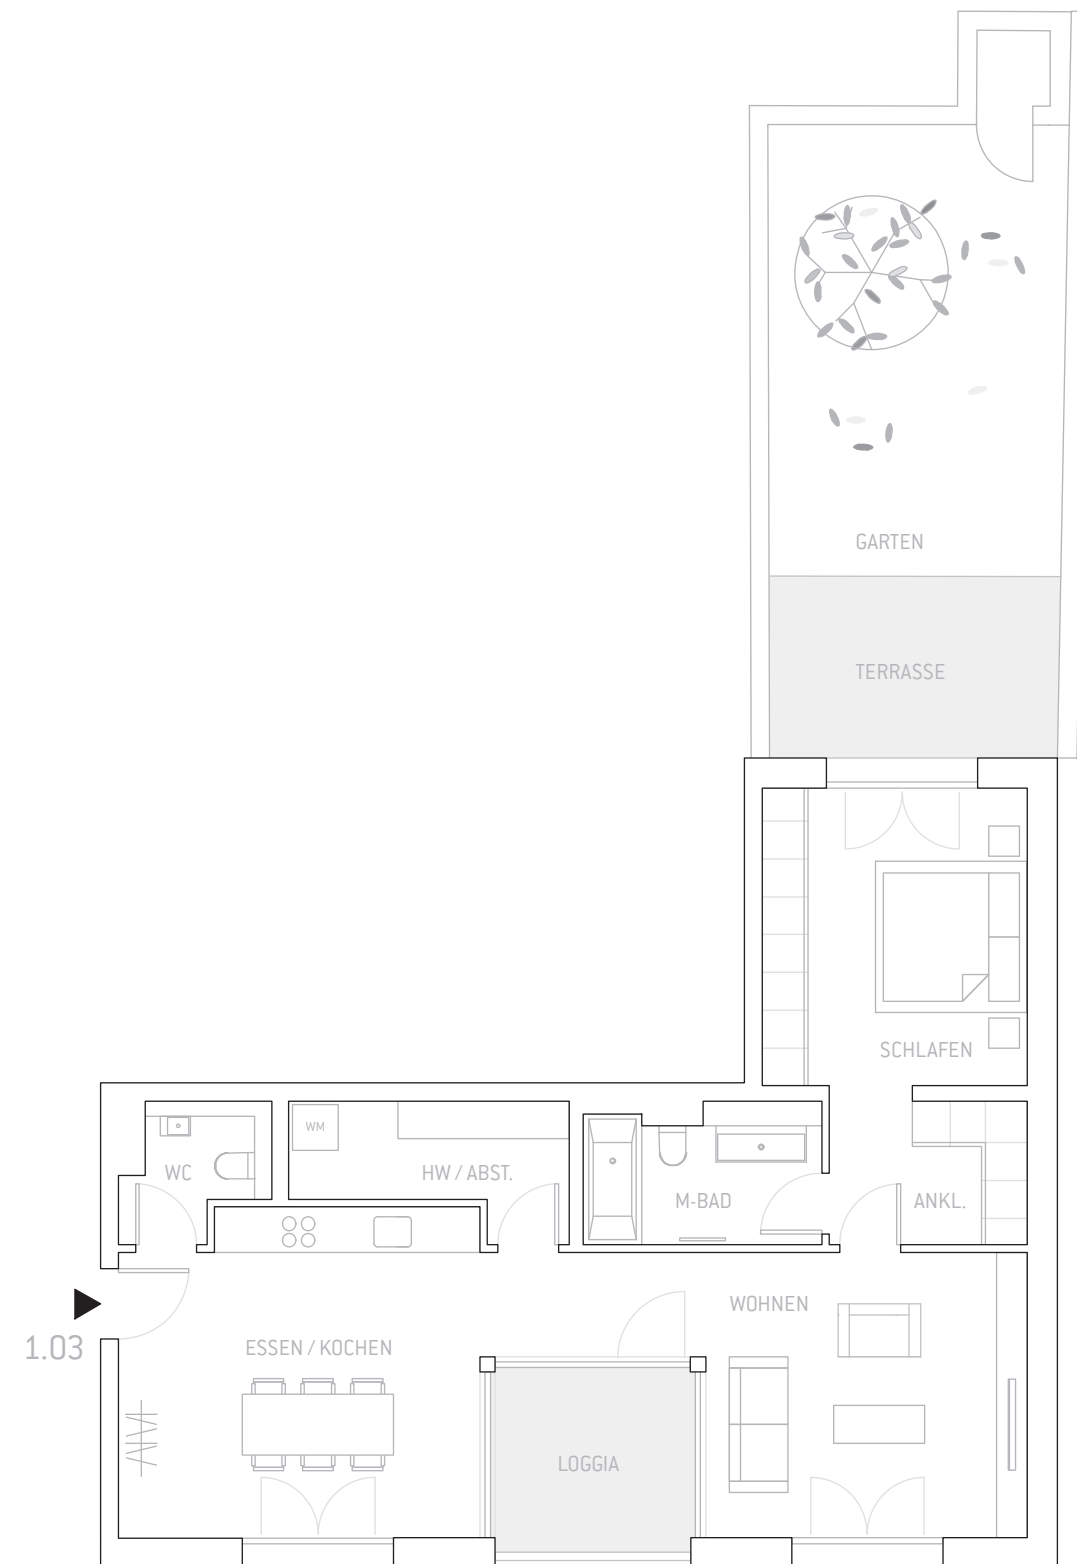 GARTEN
TERRASSE
SCHLAFEN
WM
WC
HW / ABST.
M-BAD
ANKL.
WOHNEN
1.03
ESSEN / KOCHEN
LOGGIA